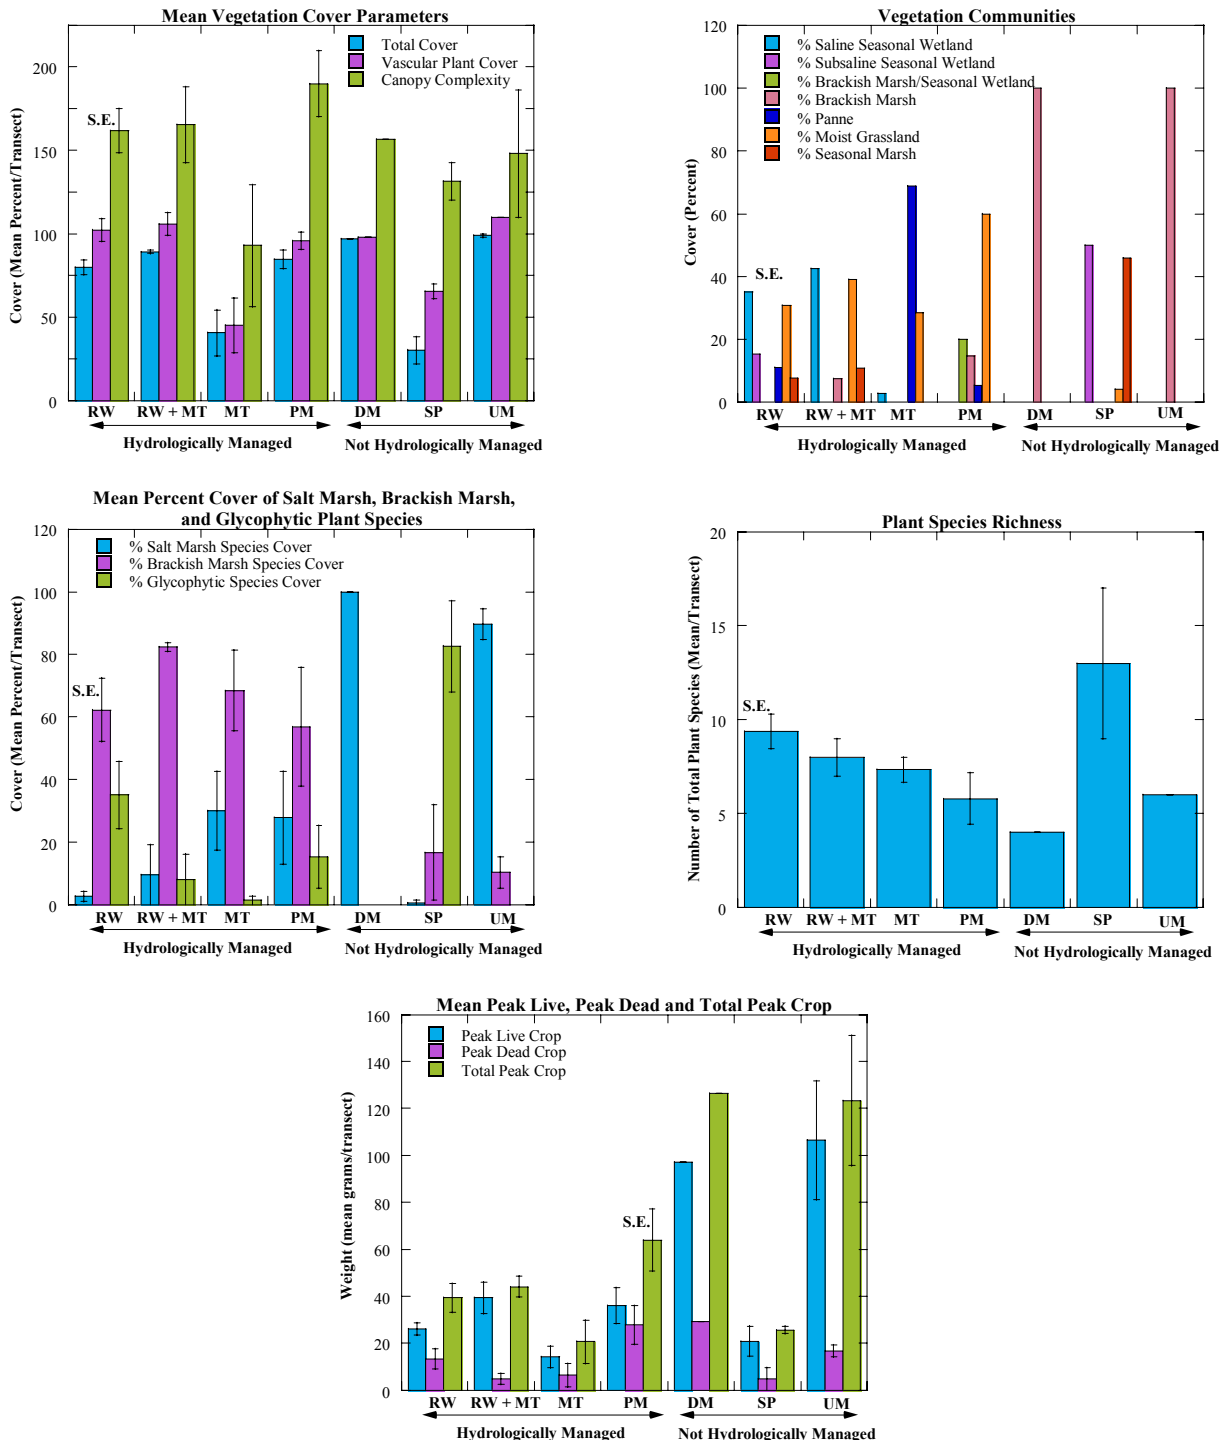 Mean Vegetation Cover Parameters
Total Cover
Vascular Plant Cover
Canopy Complexity
S.E.
Cover (Mean Percent/Transect)
200
150
100
50
0
RW RW + MT MT PM DM SP UM
Hydrologically Managed Not Hydrologically Managed
Vegetation Communities
% Saline Seasonal Wetland
% Subsaline Seasonal Wetland
% Brackish Marsh/Seasonal Wetland
% Brackish Marsh
% Panne
% Moist Grassland
% Seasonal Marsh
S.E.
Cover (Percent)
120
100
80
60
40
20
0
RW RW + MT MT PM DM SP UM
Hydrologically Managed Not Hydrologically Managed
Mean Percent Cover of Salt Marsh, Brackish Marsh,
and Glycophytic Plant Species
% Salt Marsh Species Cover
% Brackish Marsh Species Cover
% Glycophytic Species Cover
S.E.
Cover (Mean Percent/Transect)
120
100
80
60
40
20
0
RW RW + MT MT PM DM SP UM
Hydrologically Managed Not Hydrologically Managed
Plant Species Richness
S.E.
Number of Total Plant Species (Mean/Transect)
20
15
10
5
0
RW RW + MT MT PM DM SP UM
Hydrologically Managed Not Hydrologically Managed
Mean Peak Live, Peak Dead and Total Peak Crop
Peak Live Crop
Peak Dead Crop
Total Peak Crop
S.E.
Weight (mean grams/transect)
160
140
120
100
80
60
40
20
0
RW RW + MT MT PM DM SP UM
Hydrologically Managed Not Hydrologically Managed